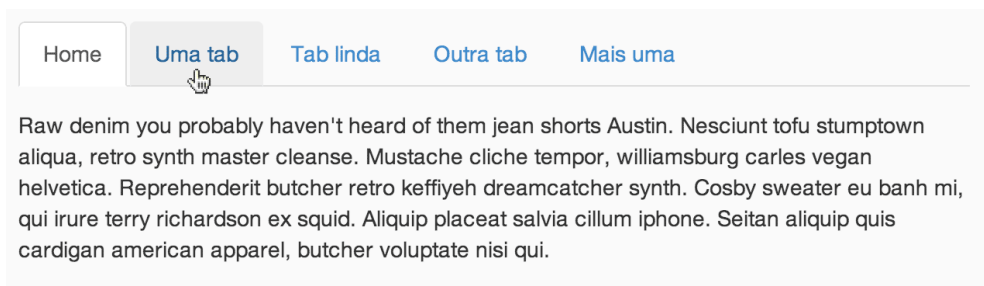 Home Uma tab Tab linda Outra tab Mais uma
Raw denim you probably haven't heard of them jean shorts Austin. Nesciunt tofu stumptown
aliqua, retro synth master cleanse. Mustache cliche tempor, williamsburg carles vegan
helvetica. Reprehenderit butcher retro keffiyeh dreamcatcher synth. Cosby sweater eu banh mi,
qui irure terry richardson ex squid. Aliquip placeat salvia cillum iphone. Seitan aliquip quis
cardigan american apparel, butcher voluptate nisi qui.